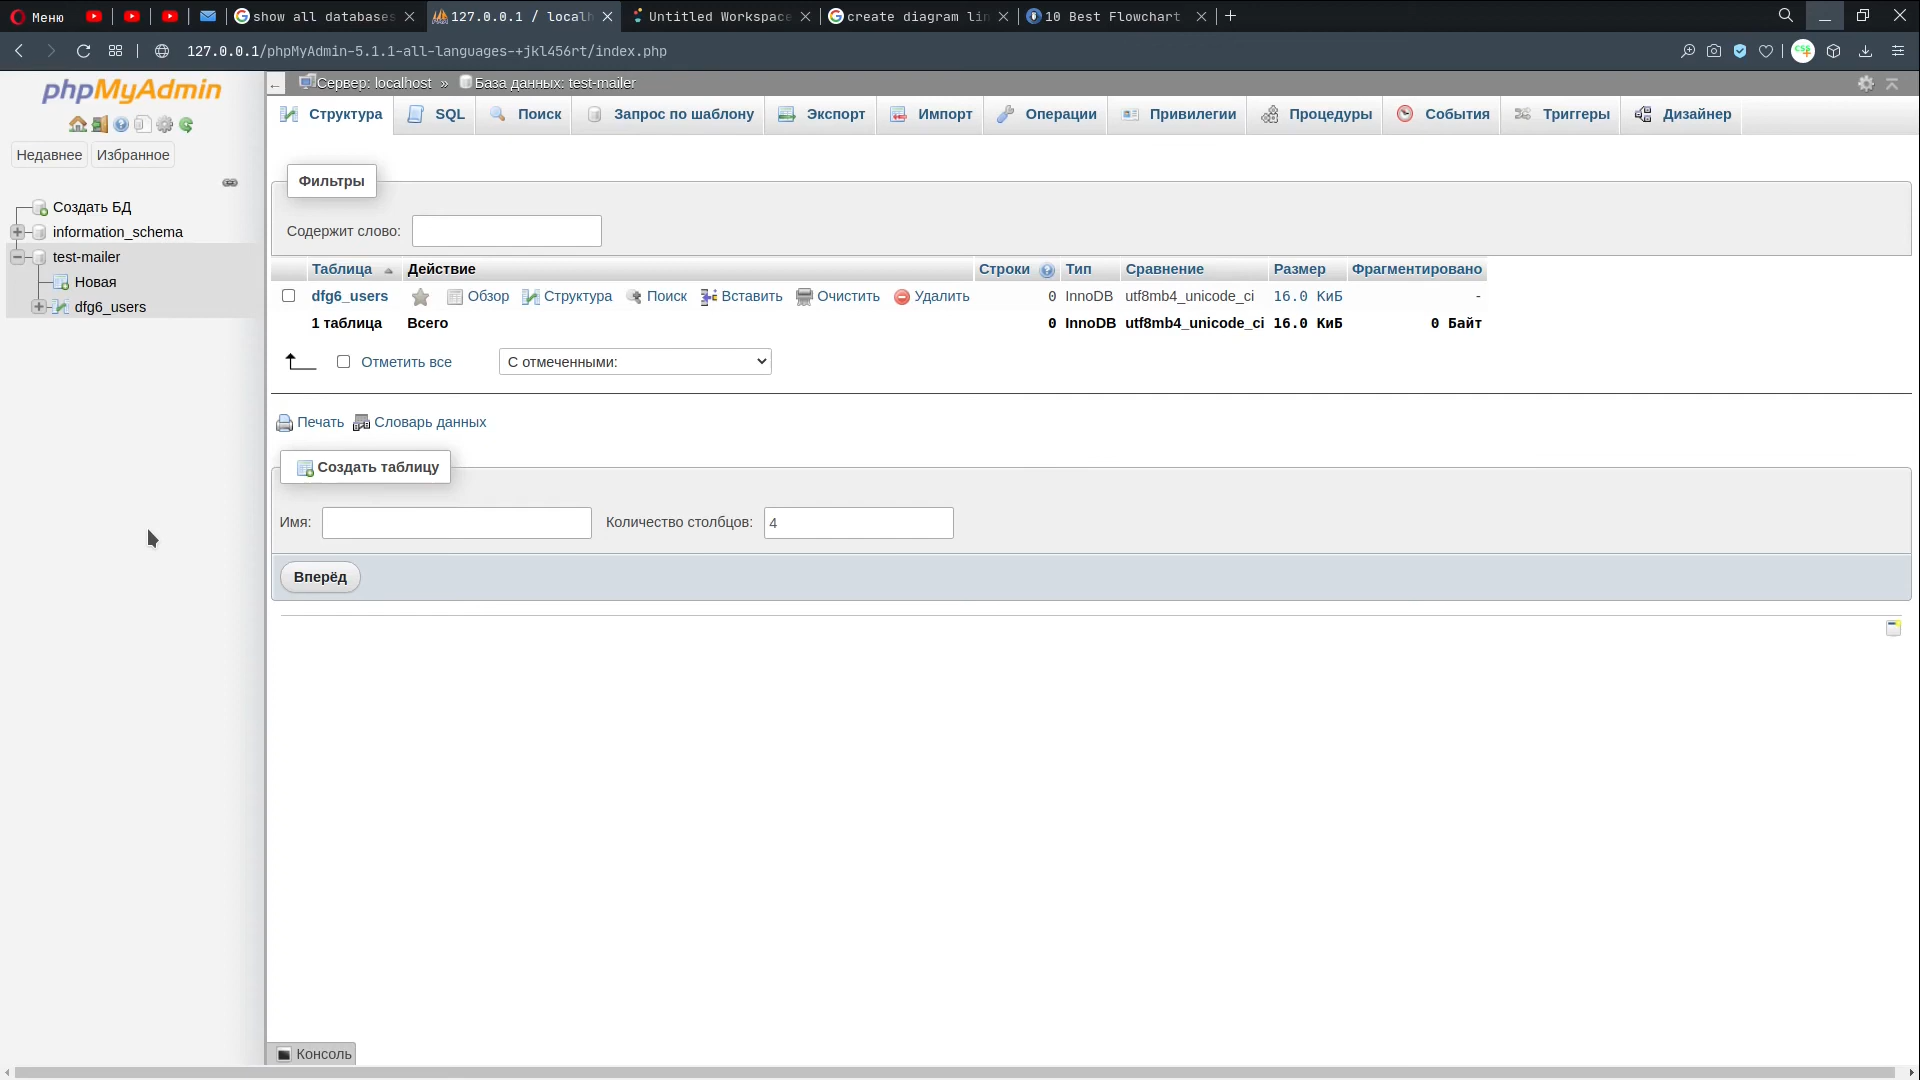 Меню
show all databases
127.0.0.1 / localh
Untitled Workspace
create diagram lin
10 Best Flowchart
127.0.0.1/phpMyAdmin-5.1.1-all-languages-+jkl456rt/index.php
phpMyAdmin
Недавнее Избранное
Создать БД
information_schema
test-mailer
Новая
dfg6_users
Сервер: localhost » База данных: test-mailer
Структура SQL Поиск Запрос по шаблону Экспорт Импорт Операции Привилегии Процедуры События Триггеры Дизайнер
Фильтры
Содержит слово:
Таблица Действие Строки Тип Сравнение Размер Фрагментировано
dfg6_users Обзор Структура Поиск Вставить Очистить Удалить 0 InnoDB utf8mb4_unicode_ci 16.0 КиБ -
1 таблица Всего 0 InnoDB utf8mb4_unicode_ci 16.0 КиБ 0 Байт
Отметить все С отмеченными:
Печать Словарь данных
Создать таблицу
Имя: Количество столбцов: 4
Вперёд
Консоль